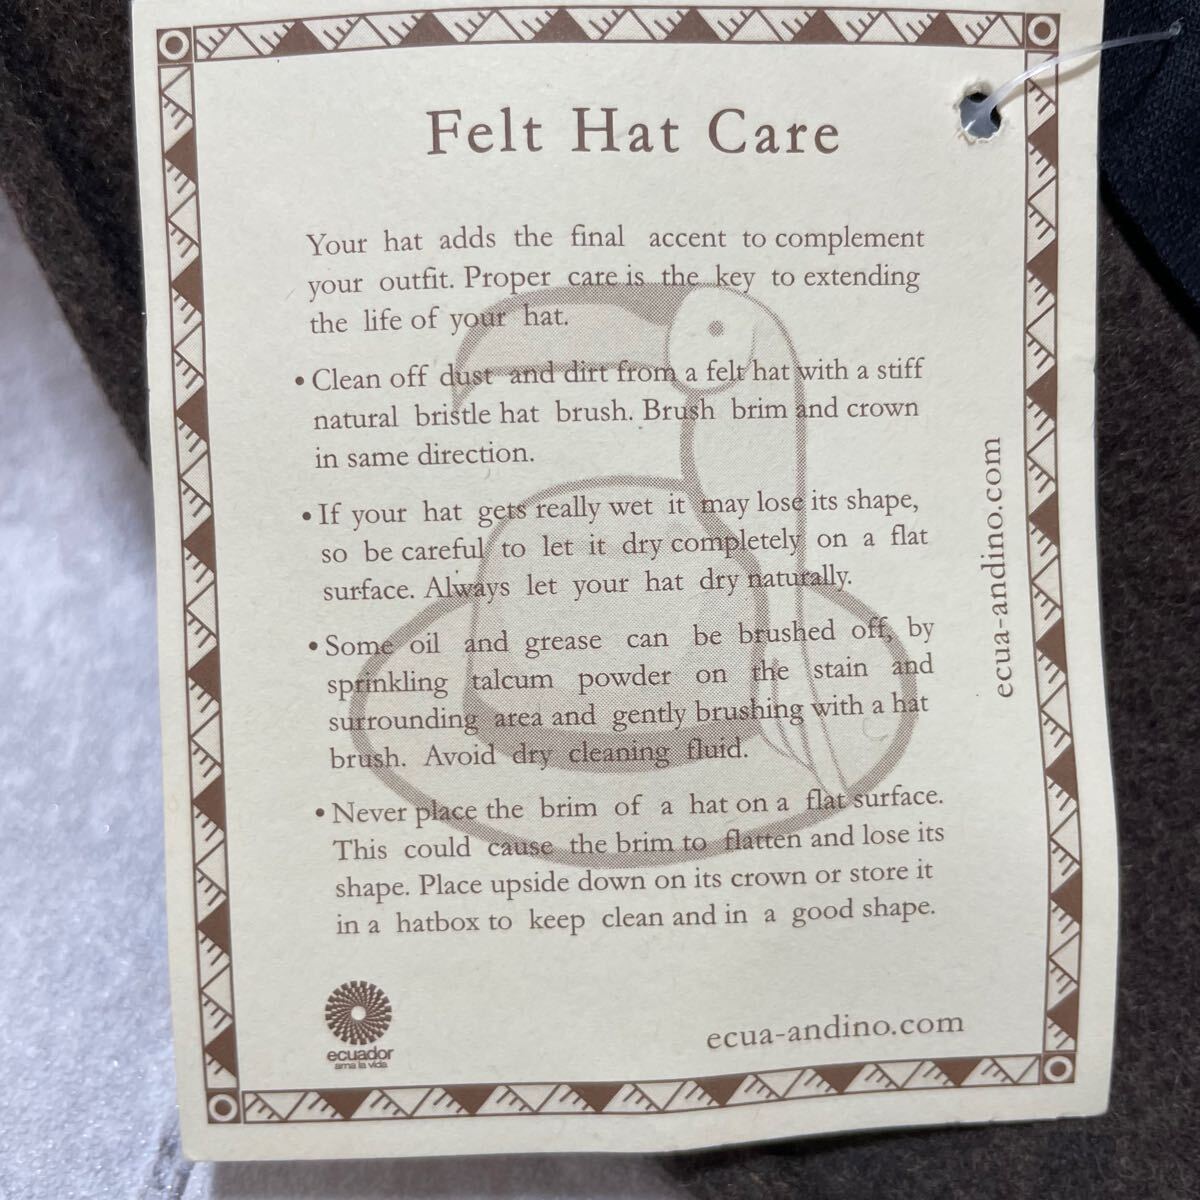 Felt Hat Care
Your hat adds the final accent to complement
your outfit. Proper care is the key to extending
the life of your hat.
• Clean off dust and dirt from a felt hat with a stiff
natural bristle hat brush. Brush brim and crown
in same direction.
• If your hat gets really wet it may lose its shape,
so be careful to let it dry completely on a flat
surface. Always let your hat dry naturally.
• Some oil and grease can be brushed off, by
sprinkling talcum powder on the stain and
surrounding area and gently brushing with a hat
brush. Avoid dry cleaning fluid.
• Never place the brim of a hat on a flat surface.
This could cause the brim to flatten and lose its
shape. Place upside down on its crown or store it
in a hatbox to keep clean and in a good shape.
ecua-andino.com
ecuador
ama la vida
ecua-andino.com